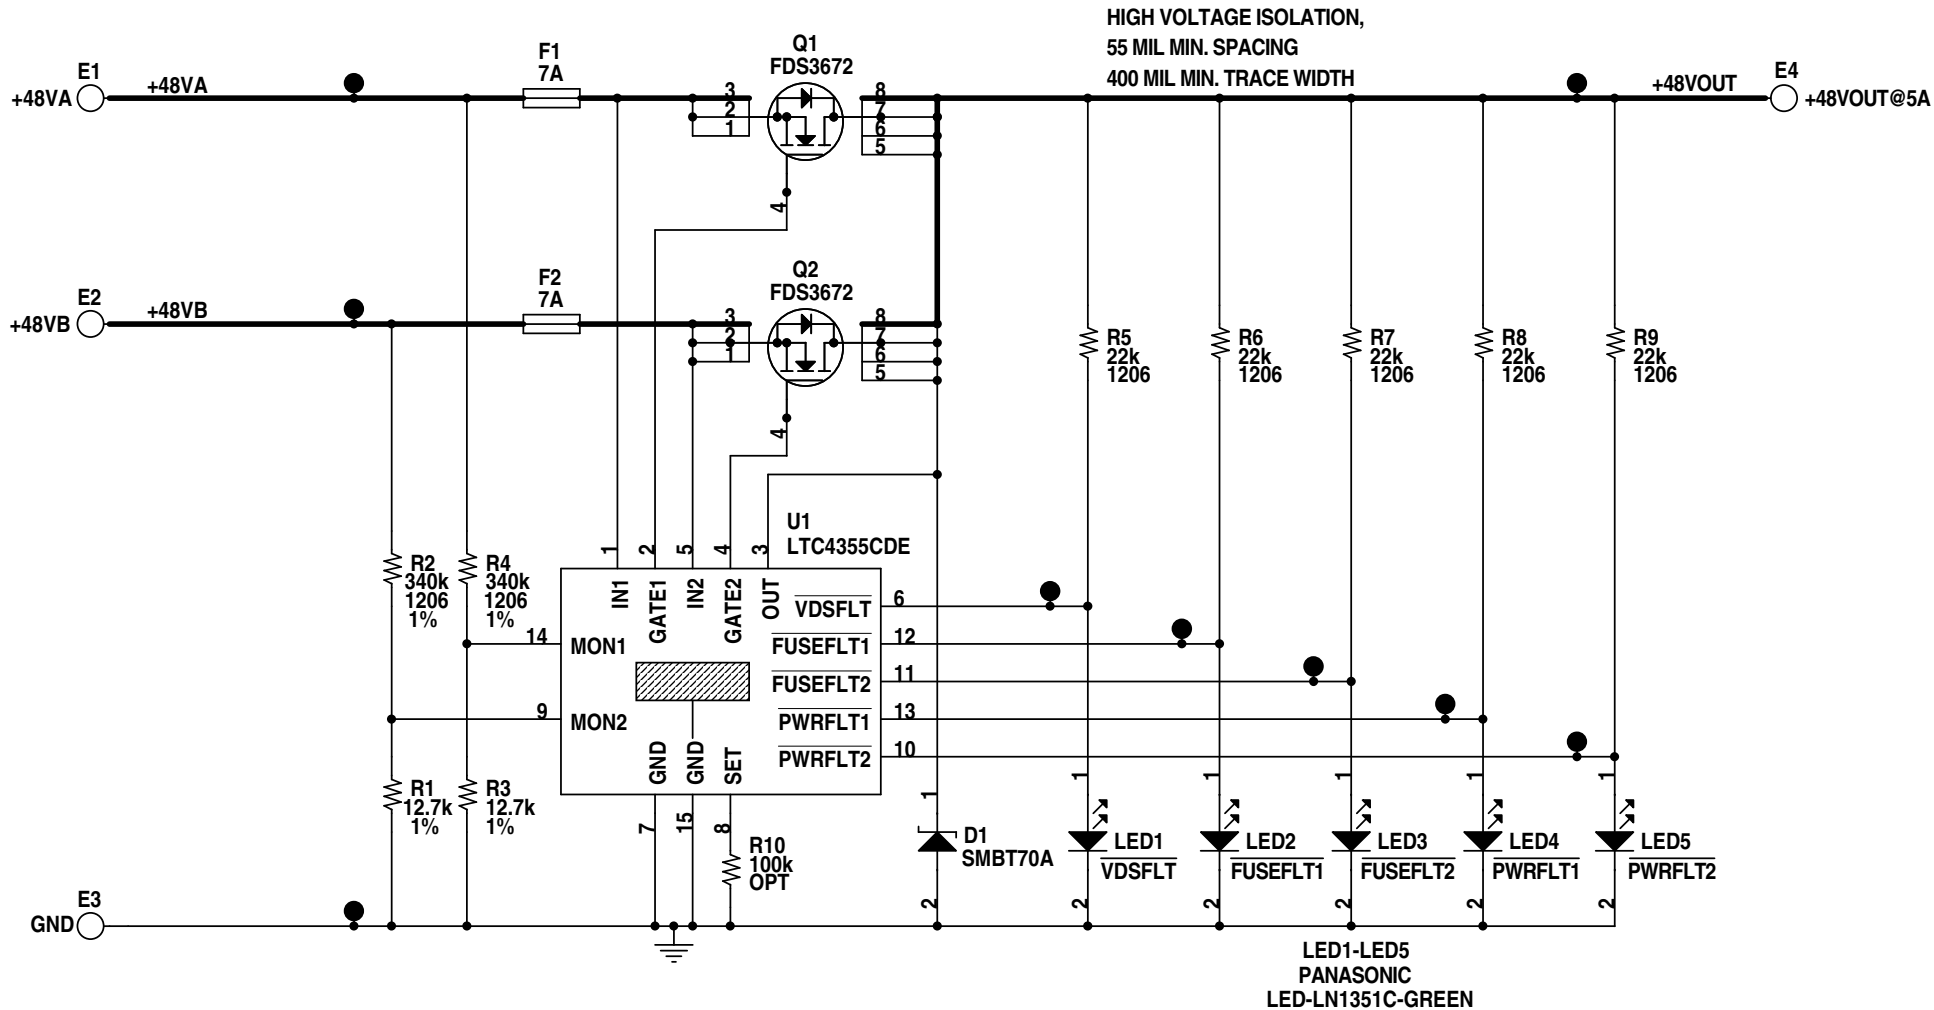 HIGH VOLTAGE ISOLATION,
55 MIL MIN. SPACING
400 MIL MIN. TRACE WIDTH
E1
+48VA
+48VA
F1
7A
Q1
FDS3672
3
2
1
8
7
6
5
4
+48VOUT
E4
+48VOUT@5A
E2
+48VB
+48VB
F2
7A
Q2
FDS3672
3
2
1
8
7
6
5
4
R5
22k
1206
R6
22k
1206
R7
22k
1206
R8
22k
1206
R9
22k
1206
R2
340k
1206
1%
R4
340k
1206
1%
U1
LTC4355CDE
1
2
5
4
3
IN1
GATE1
IN2
GATE2
OUT
VDSFLT
6
FUSEFLT1
12
FUSEFLT2
11
PWRFLT1
13
PWRFLT2
10
14
MON1
9
MON2
GND
GND
SET
7
15
8
R1
12.7k
1%
R3
12.7k
1%
R10
100k
OPT
1
D1
SMBT70A
2
1
LED1
VDSFLT
2
1
LED2
FUSEFLT1
2
1
LED3
FUSEFLT2
2
1
LED4
PWRFLT1
2
1
LED5
PWRFLT2
2
E3
GND
LED1-LED5
PANASONIC
LED-LN1351C-GREEN